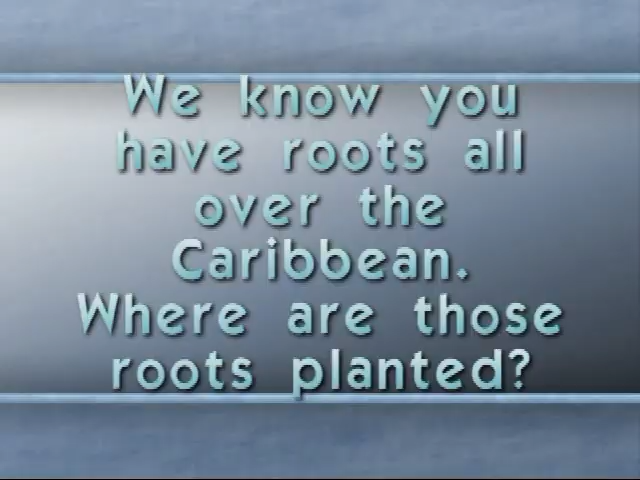 We know you
have roots all
over the
Caribbean.
Where are those
roots planted?